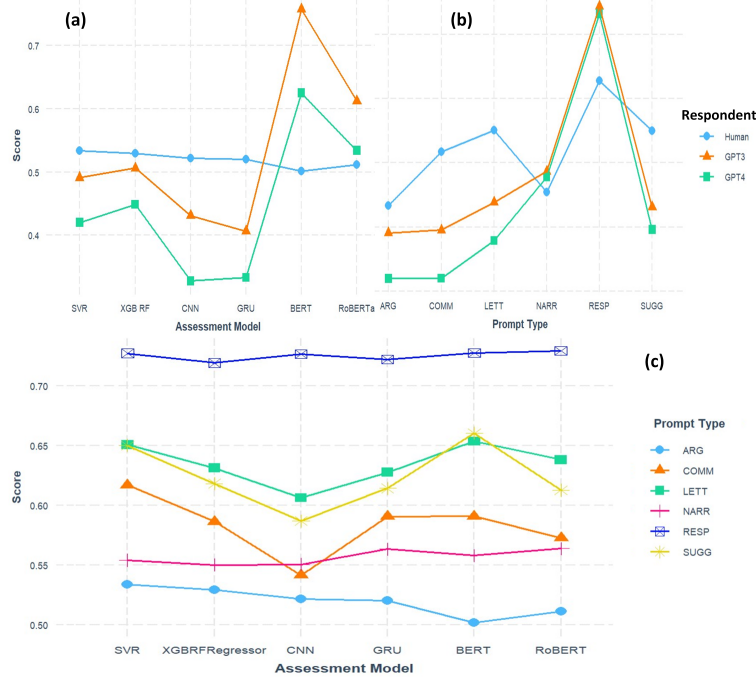 (a)
(b)
0.7
0.6
0.5
0.4
Score
SVR XGB RF CNN GRU BERT RoBERTa
Assessment Model
ARG COMM LETT NARR RESP SUGG
Prompt Type
Respondent
Human
GPT3
GPT4
(c)
0.70
0.65
0.60
0.55
0.50
Score
SVR XGBRFRegressor CNN GRU BERT RoBERT
Assessment Model
Prompt Type
ARG
COMM
LETT
NARR
RESP
SUGG